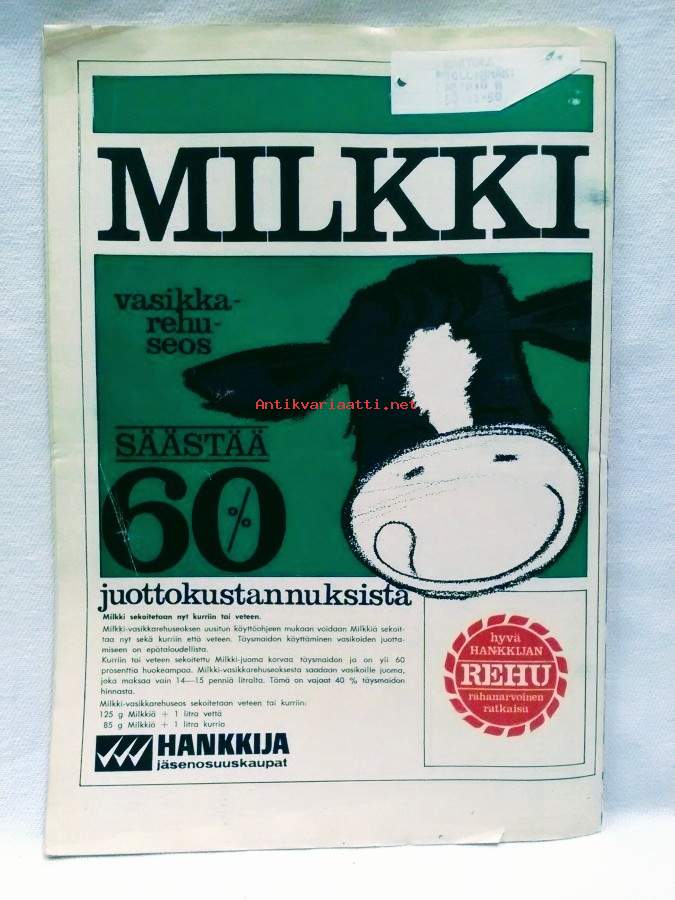 MILKKI
vasikka-
rehu-
seos
Antikvariaatti.net
SÄÄSTÄÄ
60%
juottokustannuksista
Milkki sekoitetaan nyt kurriin tai veteen.
Milkki-vasikkarehuseoksen uusitun käyttöohjeen mukaan voidaan Milkkiä sekoit-
taa nyt sekä kurriin että veteen. Täysmaidon käyttäminen vasikoiden juotta-
miseen on epätaloudellista.
Kurriin tai veteen sekoitettu Milkki-juoma korvaa täysmaidon ja on yli 60
prosenttia huokeampaa. Milkki-vasikkarehuseoksesta saadaan vasikoille juoma,
joka maksaa vain 14—15 penniä litralta. Tämä on vajaat 40 % täysmaidon
hinnasta.
Milkki-vasikkarehuseos sekoitetaan veteen tai kurriin:
125 g Milkkiä + 1 litra vettä
85 g Milkkiä + 1 litra kurria
HANKKIJA
jäsenosuuskaupat
hyvä
HANKKIJAN
REHU
rahanarvoinen
ratkaisu